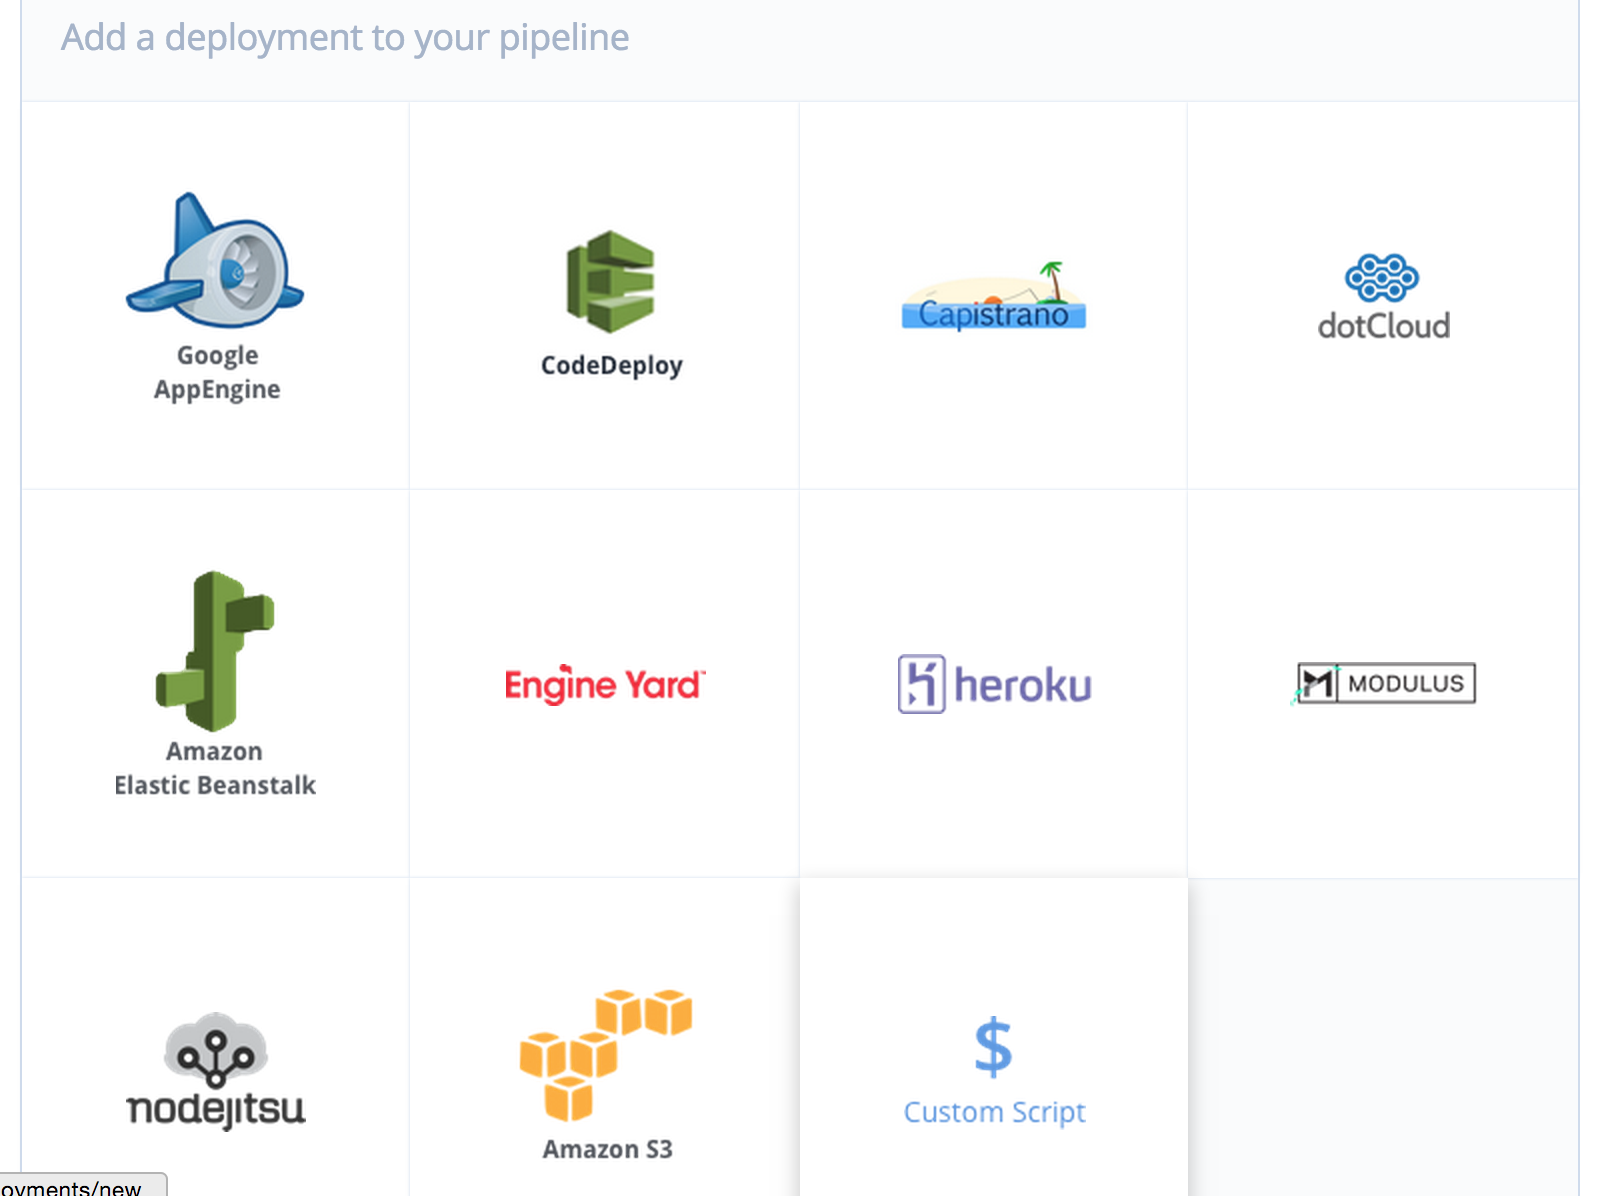 Add a deployment to your pipeline
Google
AppEngine
CodeDeploy
Capistrano
dotCloud
Amazon
Elastic Beanstalk
Engine Yard™
heroku
MODULUS
nodejitsu
Amazon S3
$
Custom Script
oyments/new